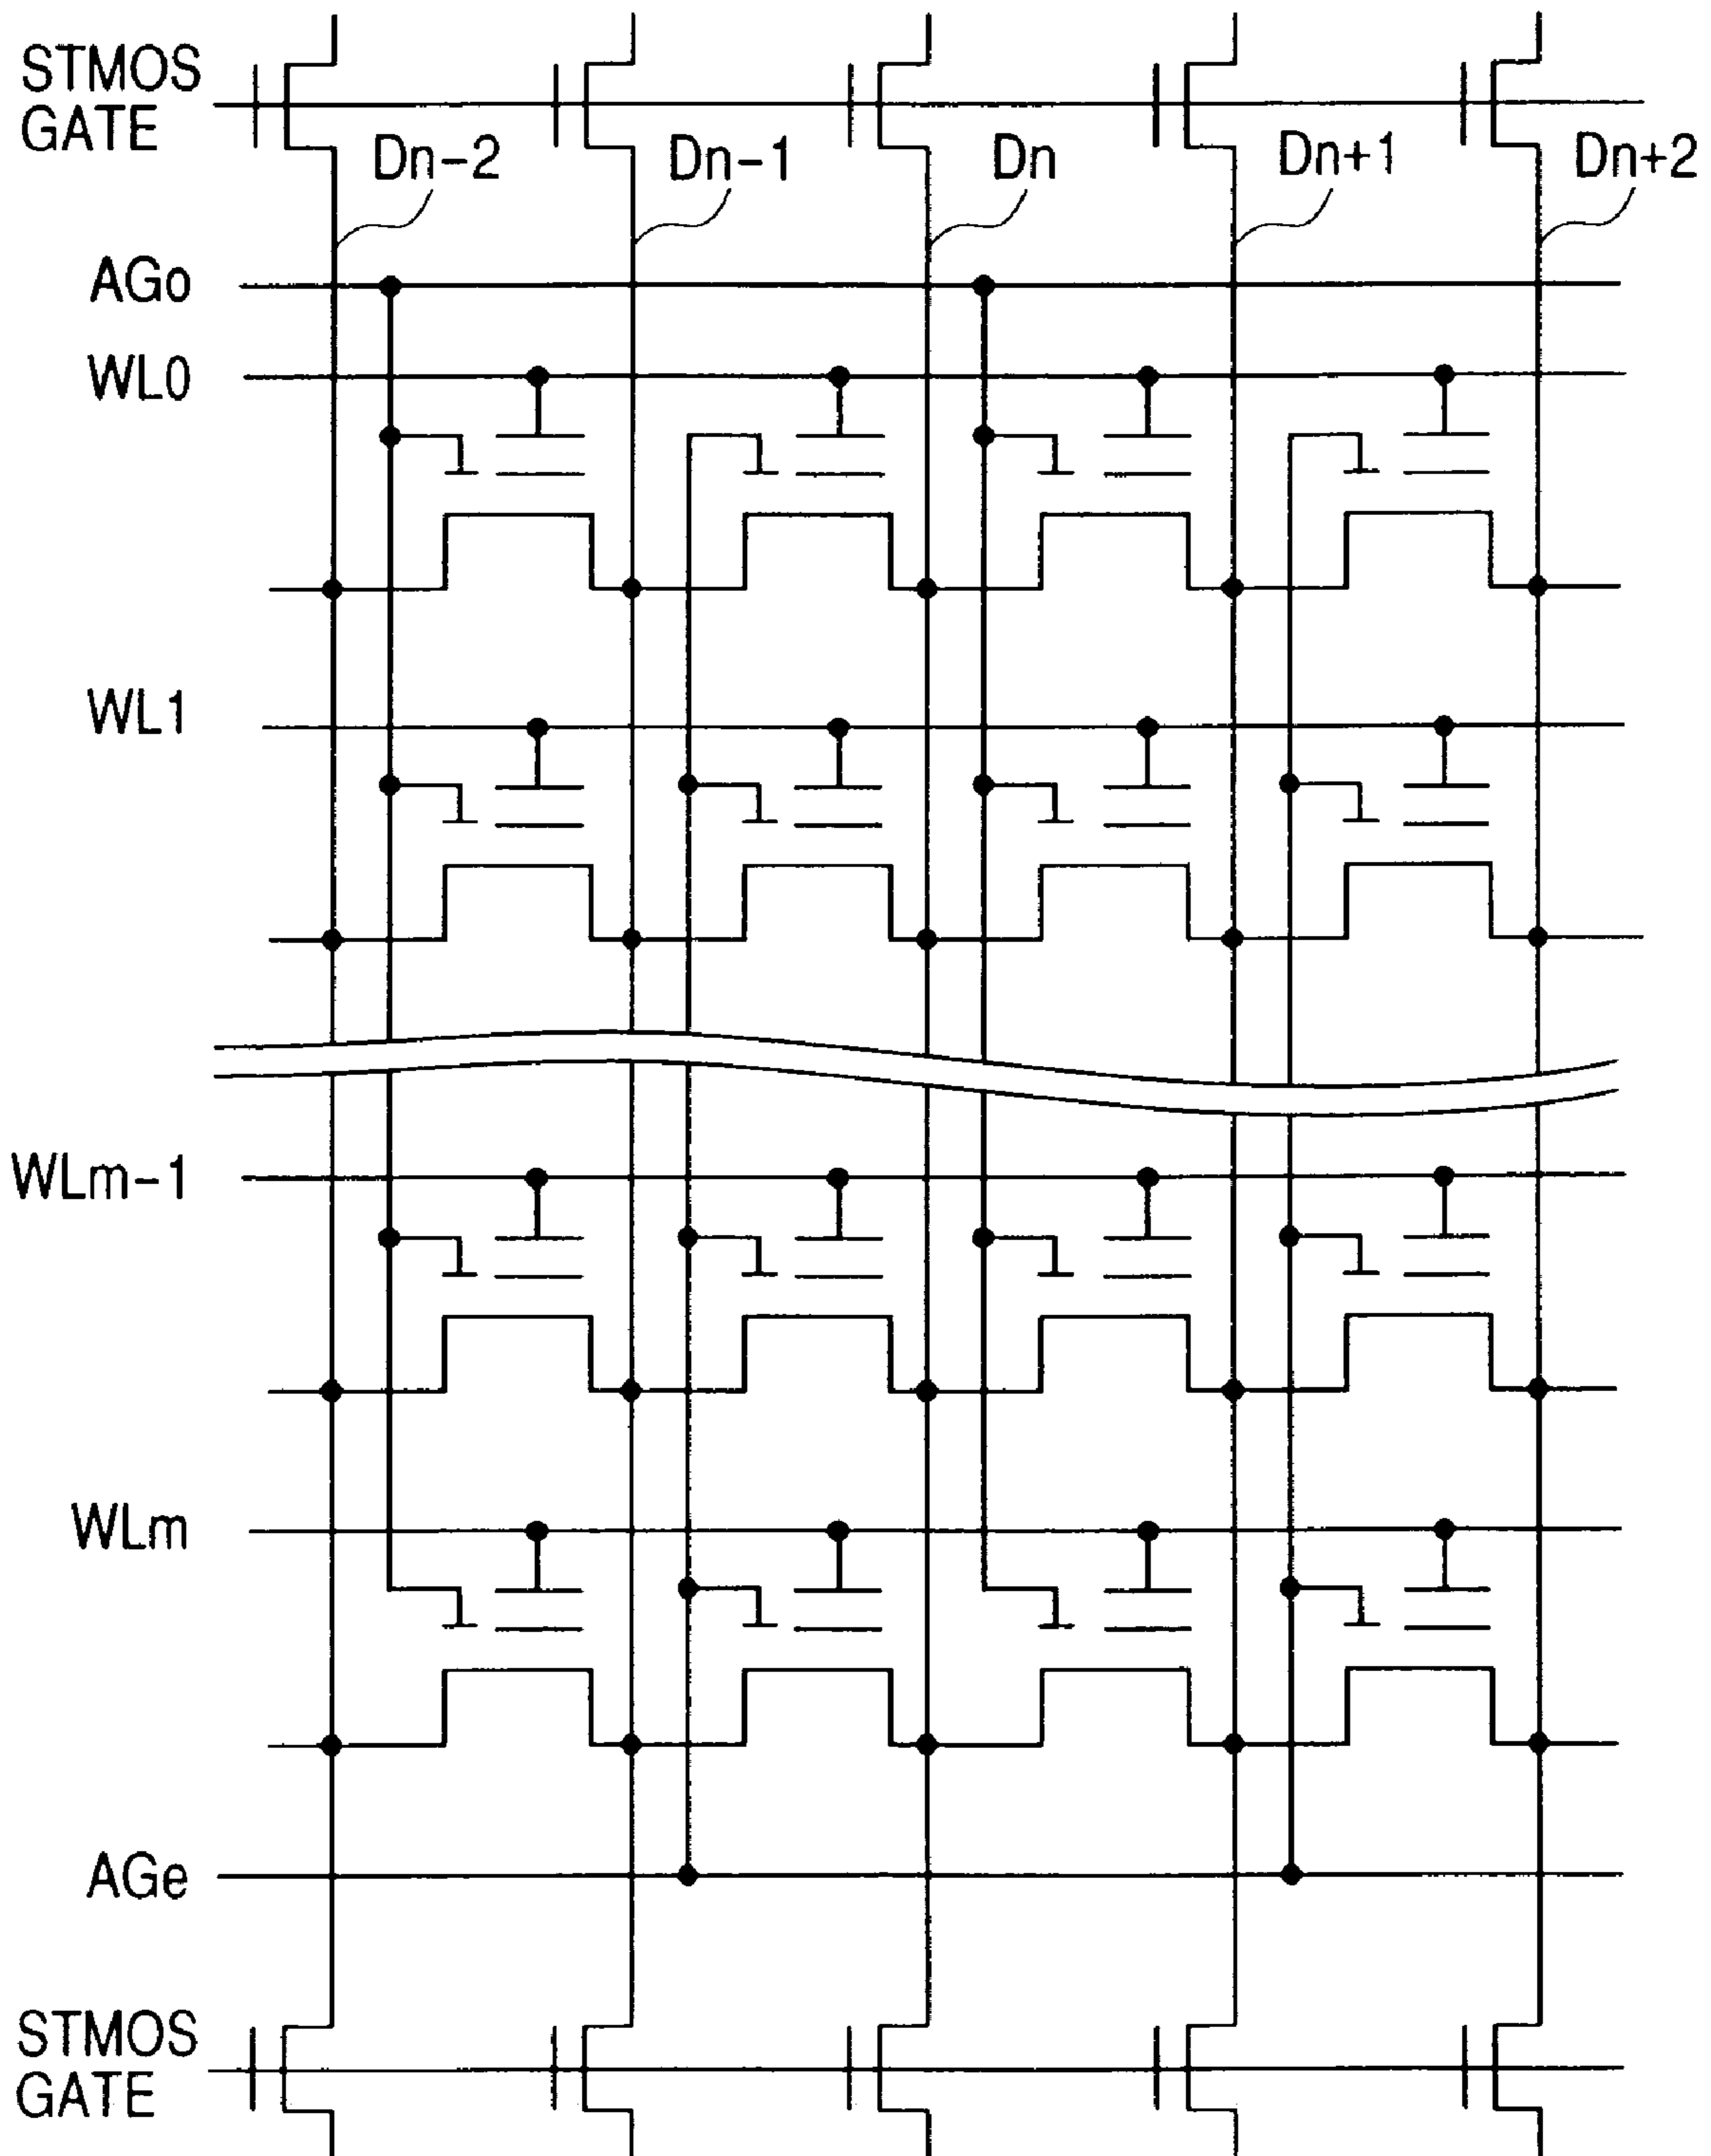 STMOS
GATE
Dn-2
Dn-1
Dn
Dn+1
Dn+2
AGo
WL0
WL1
WLm-1
WLm
AGe
STMOS
GATE